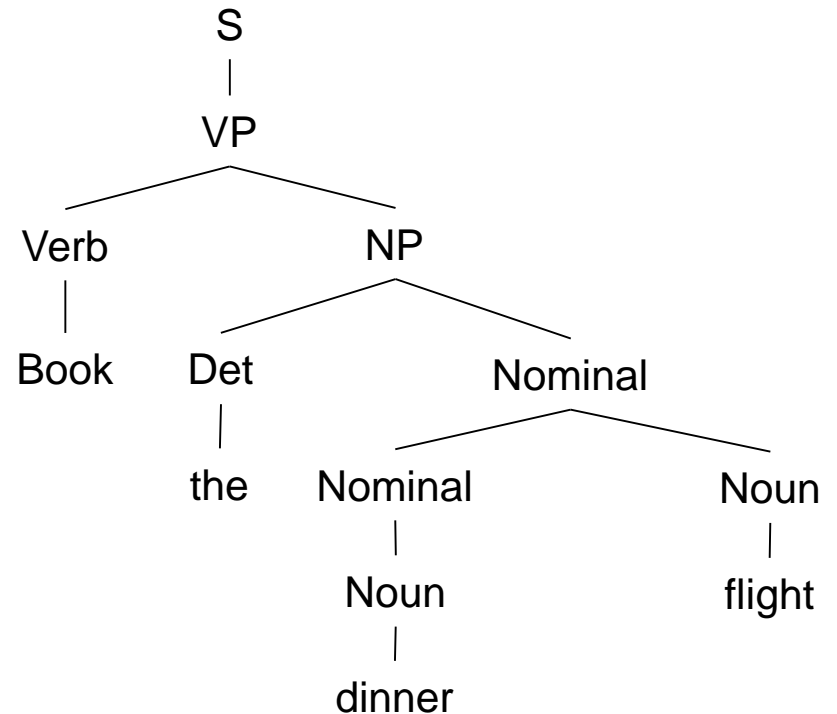 S
VP
Verb NP
Book Det Nominal
the Nominal Noun
Noun flight
dinner